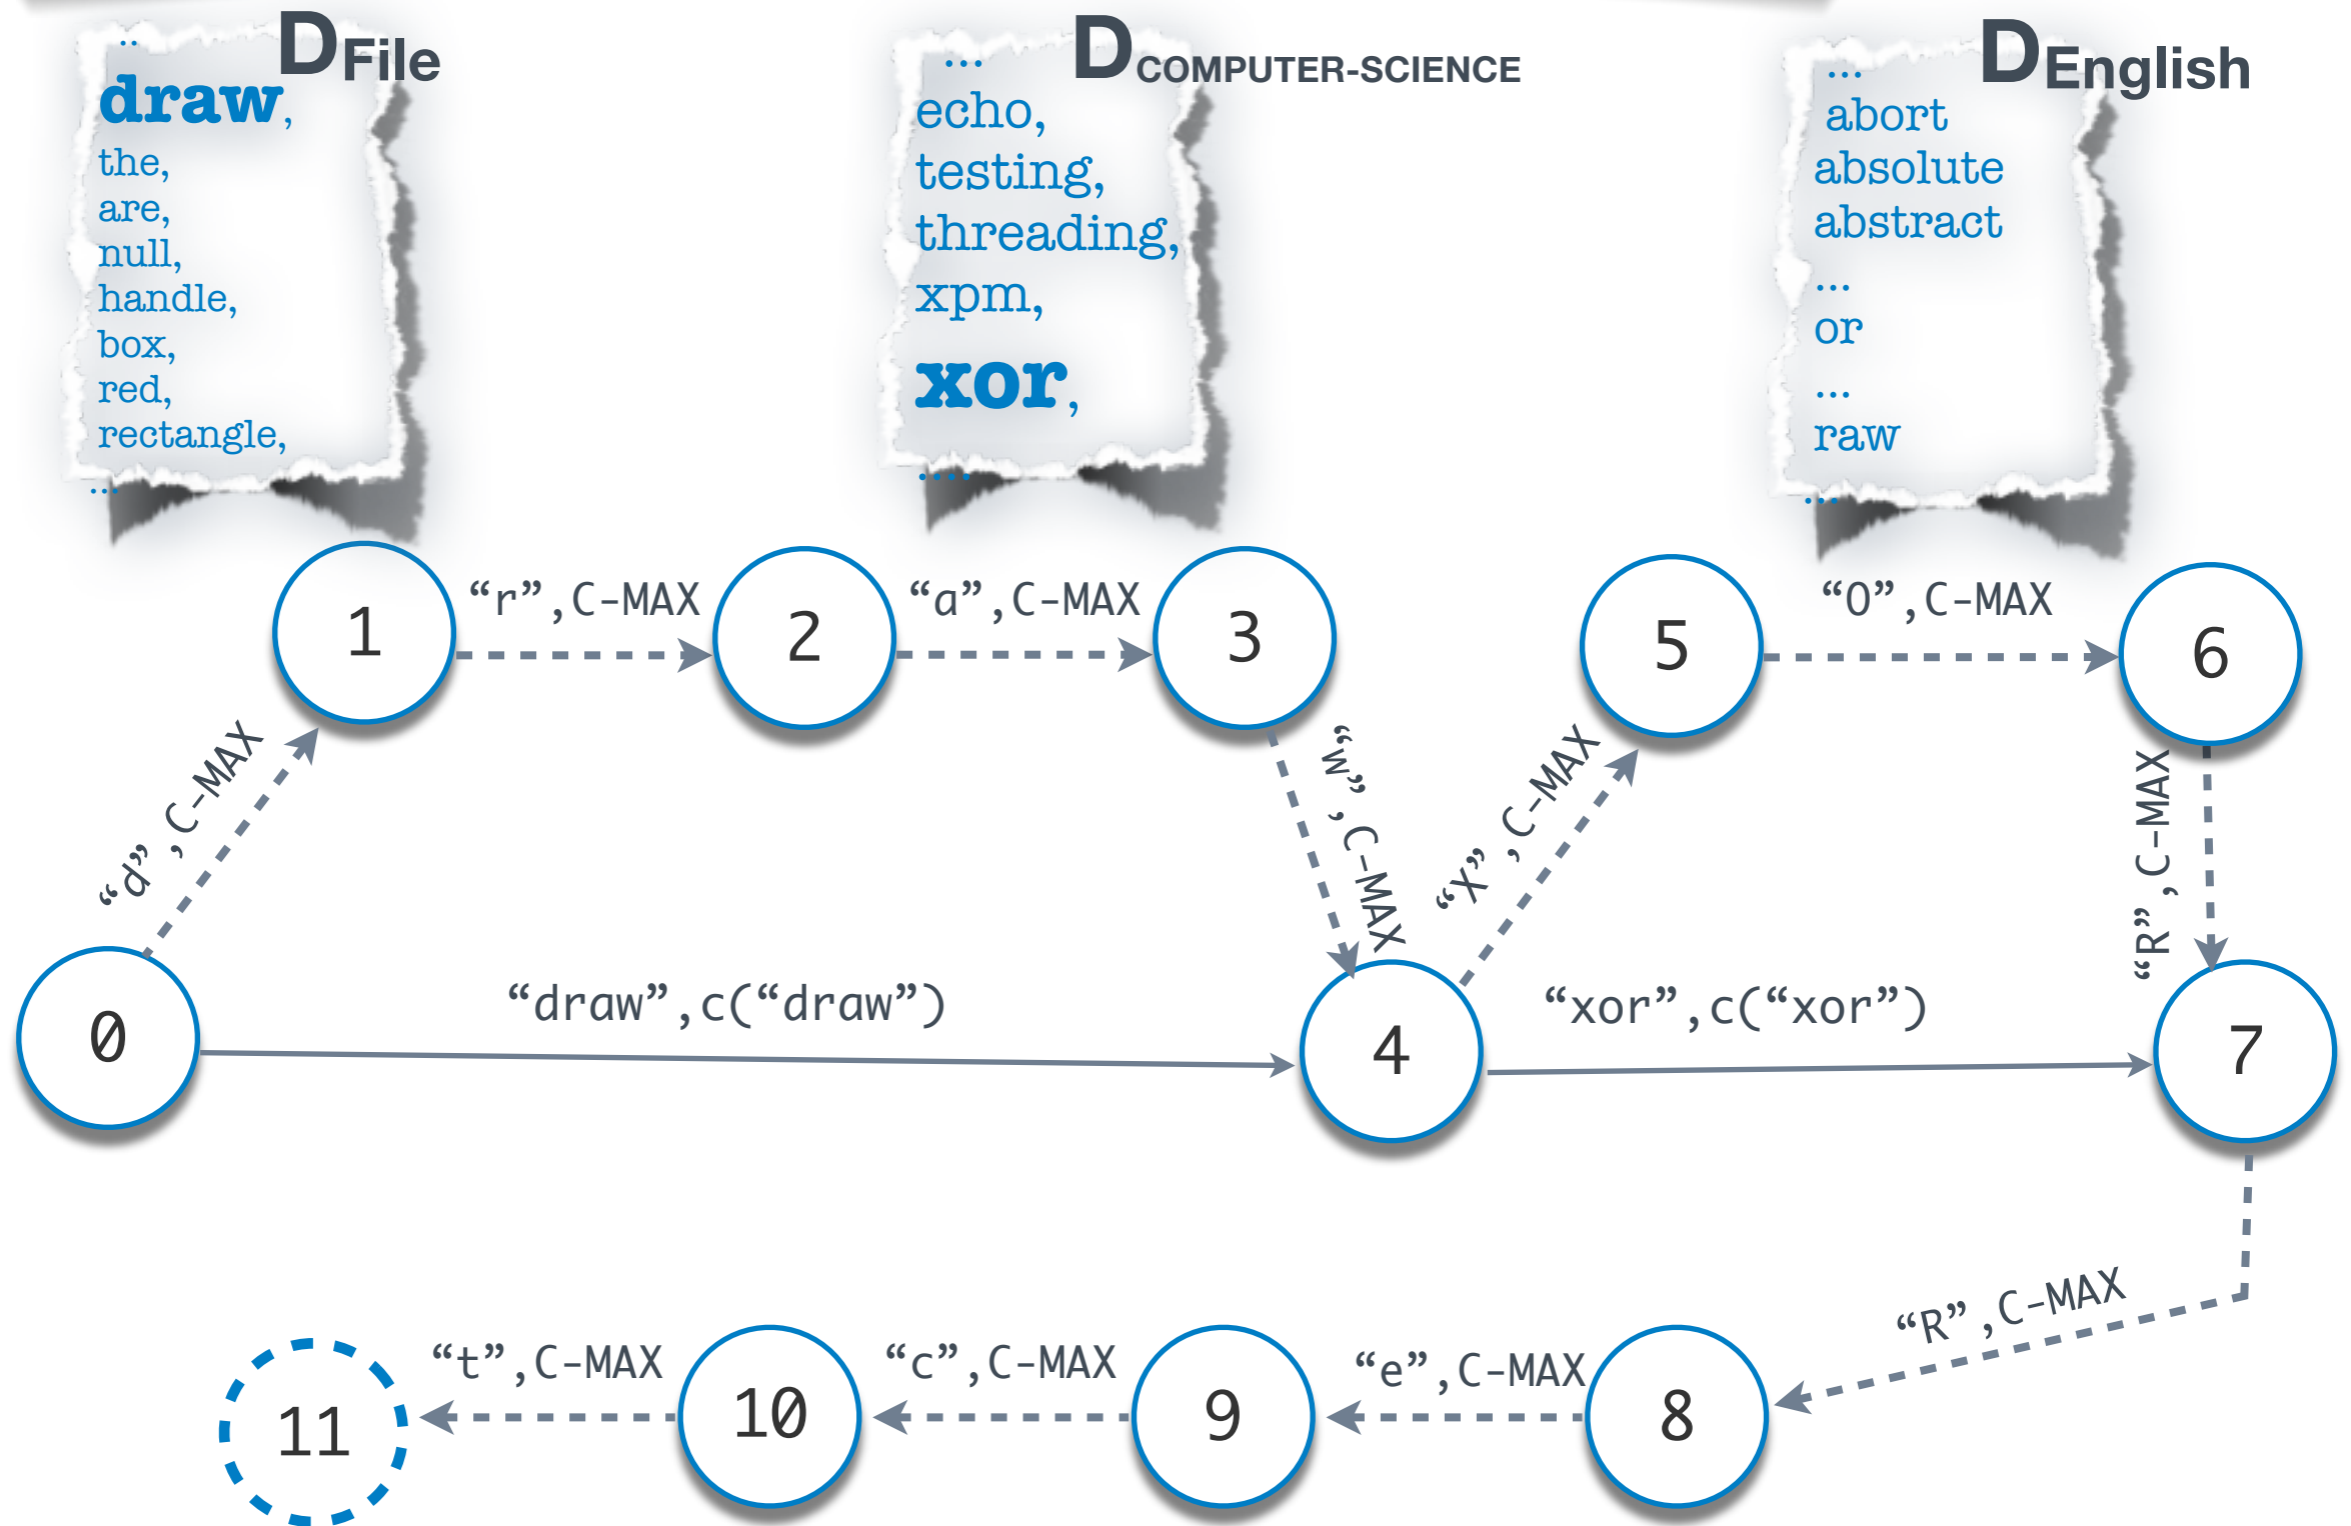 DFile
..
draw,
the,
are,
null,
handle,
box,
red,
rectangle,
...
DCOMPUTER-SCIENCE
...
echo,
testing,
threading,
xpm,
xor,
....
DEnglish
...
abort
absolute
abstract
...
or
...
raw
...
1
“r”,C-MAX
2
“a”,C-MAX
3
5
“O”,C-MAX
6
“d”,C-MAX
“w”,C-MAX
“X”,C-MAX
“R”,C-MAX
0
“draw”,c(“draw”)
4
“xor”,c(“xor”)
7
“R”,C-MAX
11
“t”,C-MAX
10
“c”,C-MAX
9
“e”,C-MAX
8